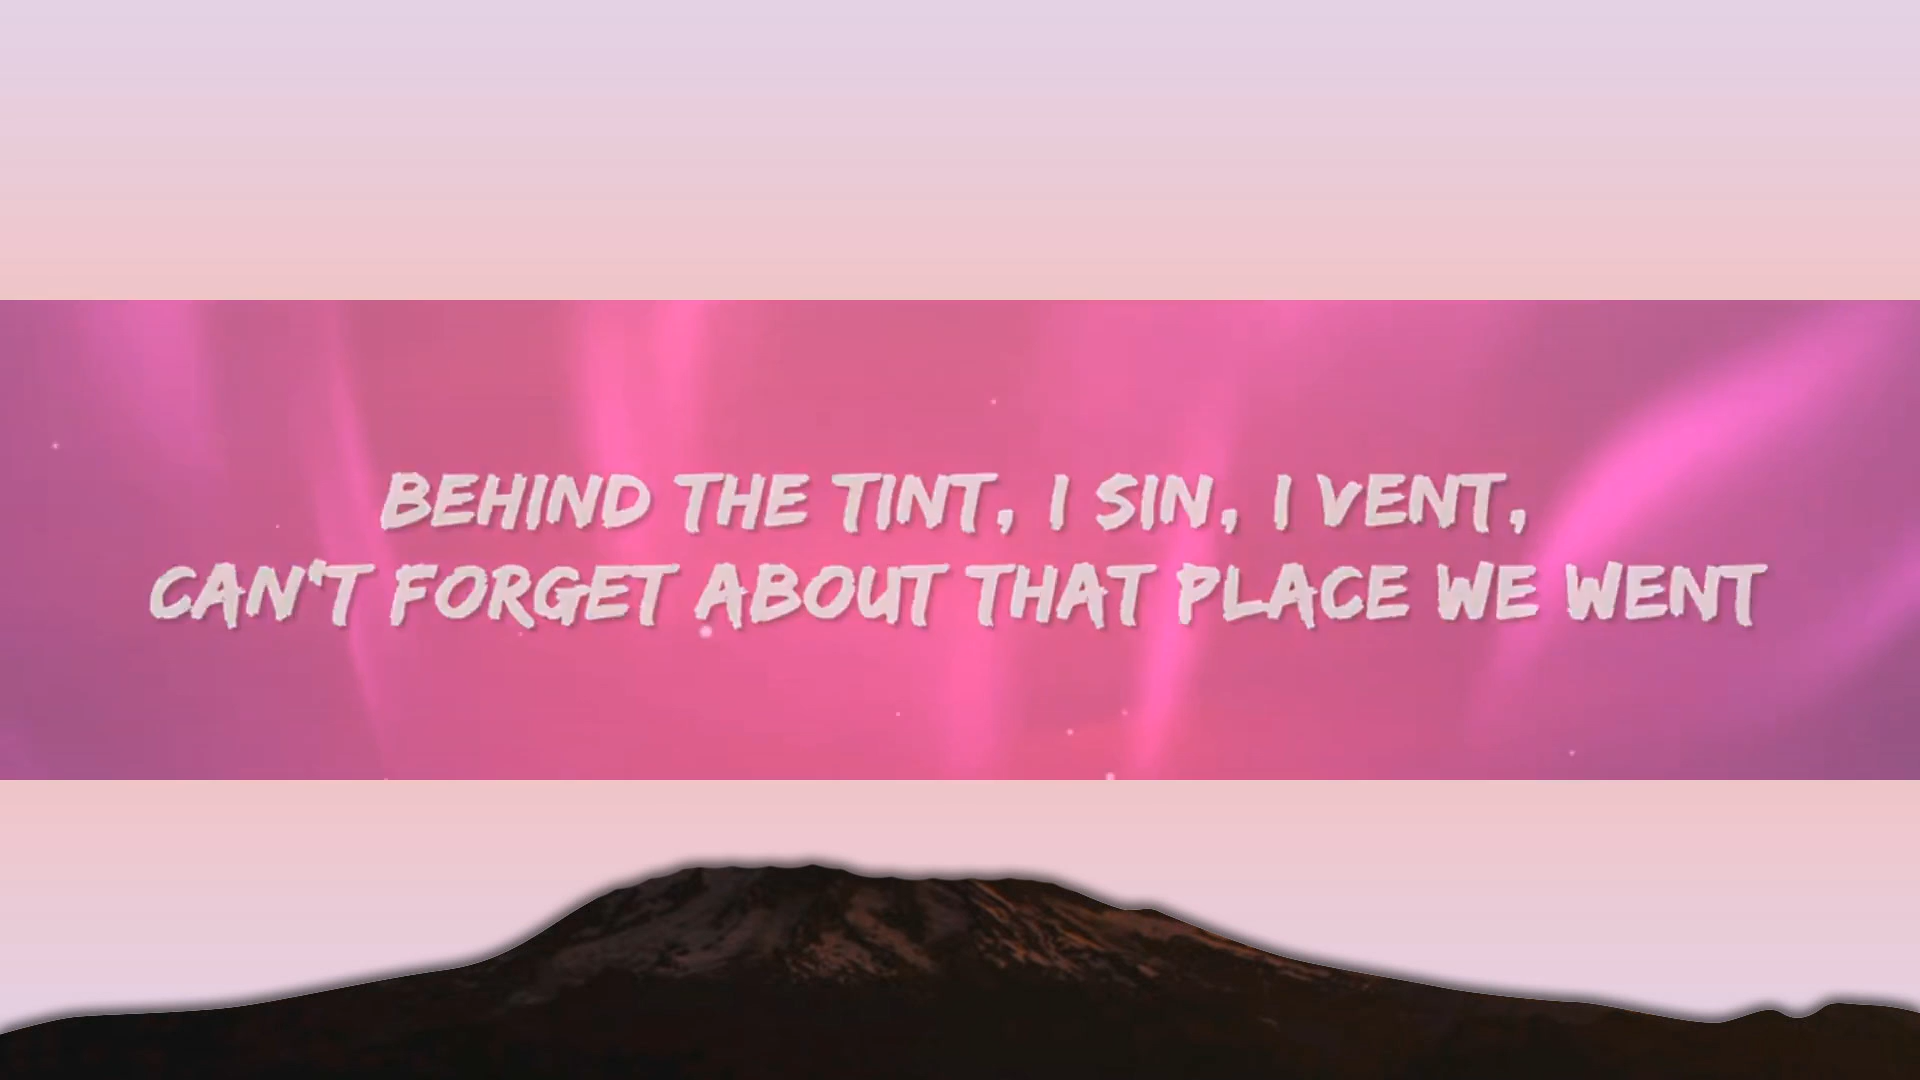 BEHIND THE TINT, I SIN, I VENT,
CAN'T FORGET ABOUT THAT PLACE WE WENT